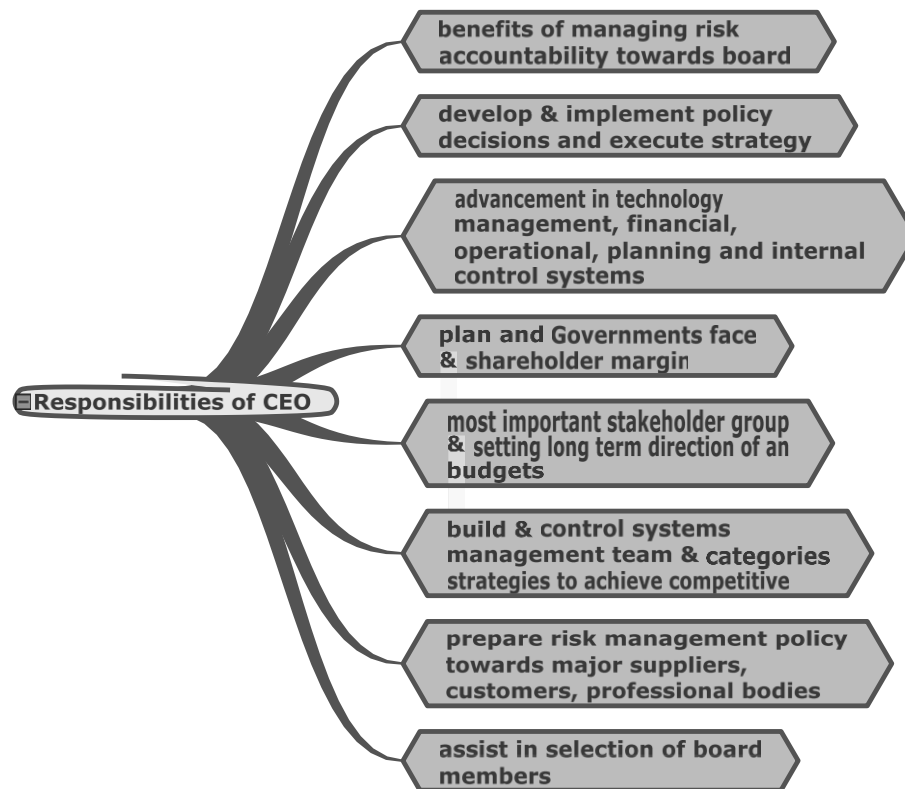 benefits of managing risk
accountability towards board
develop & implement policy
decisions and execute strategy
advancement in technology
management, financial,
operational, planning and internal
control systems
plan and Governments face
& shareholder margin
Responsibilities of CEO
most important stakeholder group
& setting long term direction of an
budgets
build & control systems
management team & categories
strategies to achieve competitive
prepare risk management policy
towards major suppliers,
customers, professional bodies
assist in selection of board
members